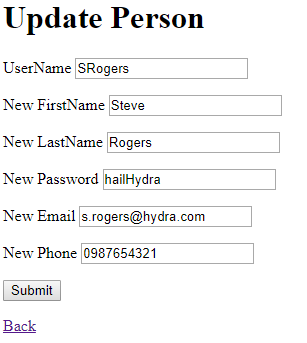 Update Person
UserName SRogers
New FirstName Steve
New LastName Rogers
New Password hailHydra
New Email s.rogers@hydra.com
New Phone 0987654321
Submit
Back